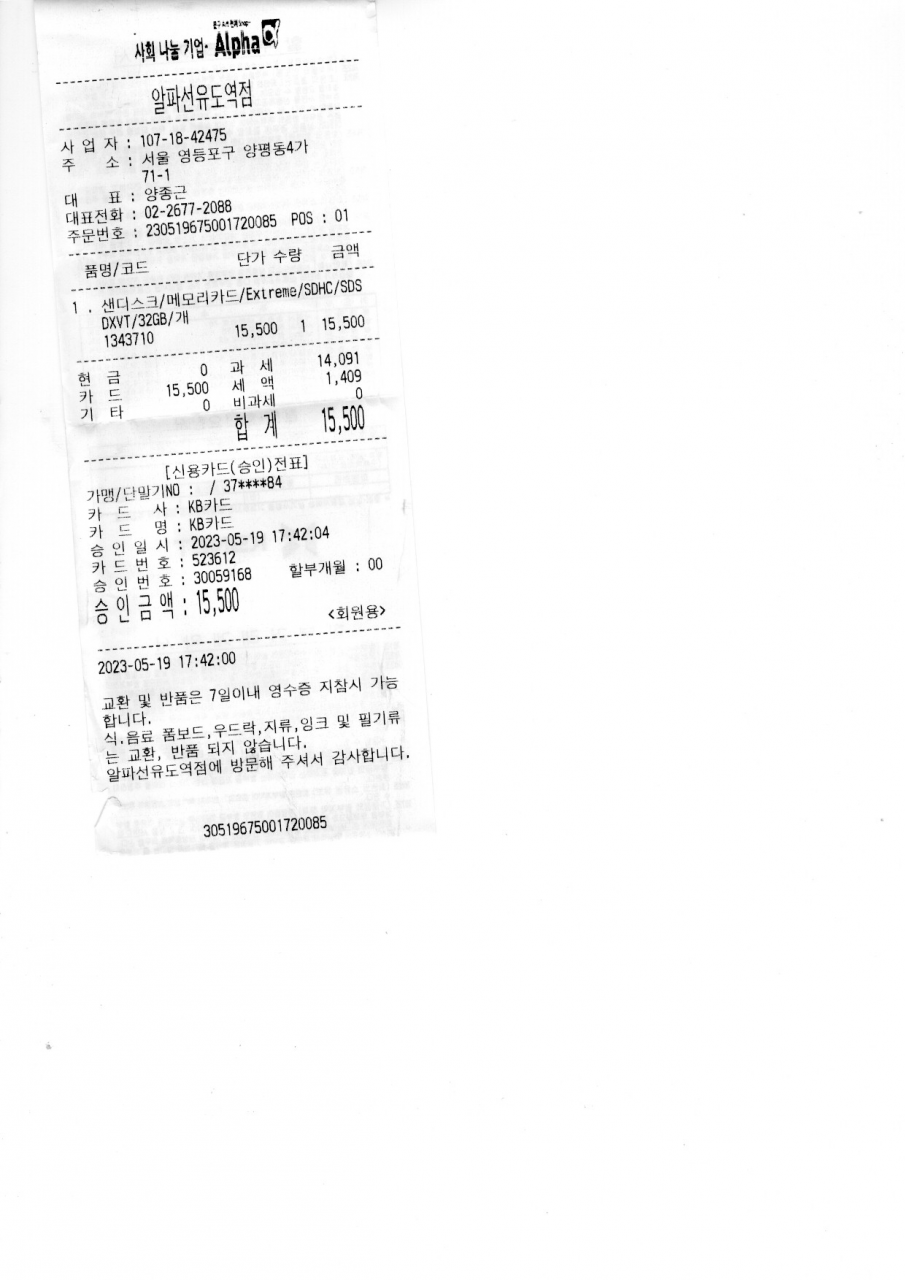 사회 나눔 기업· Alpha
알파선유도역점
사 업 자 : 107-18-42475
주 소 : 서울 영등포구 양평동4가
71-1
대 표 : 양종근
대표전화 : 02-2677-2088
주문번호 : 230519675001720085 POS : 01
품명/코드 단가 수량 금액
1 . 샌디스크/메모리카드/Extreme/SDHC/SDS
DXVT/32GB/개
1343710 15,500 1 15,500
현 금 0 과 세 14,091
카 드 15,500 세 액 1,409
기 타 0 비과세 0
합 계 15,500
[신용카드(승인)전표]
가맹/단말기NO : / 37****84
카 드 사 : KB카드
카 드 명 : KB카드
승 인 일 시 : 2023-05-19 17:42:04
카 드 번 호 : 523612
승 인 번 호 : 30059168 할부개월 : 00
승 인 금 액 : 15,500
<회원용>
2023-05-19 17:42:00
교환 및 반품은 7일이내 영수증 지참시 가능
합니다.
식.음료 폼보드,우드락,지류,잉크 및 필기류
는 교환, 반품 되지 않습니다.
알파선유도역점에 방문해 주셔서 감사합니다.
30519675001720085